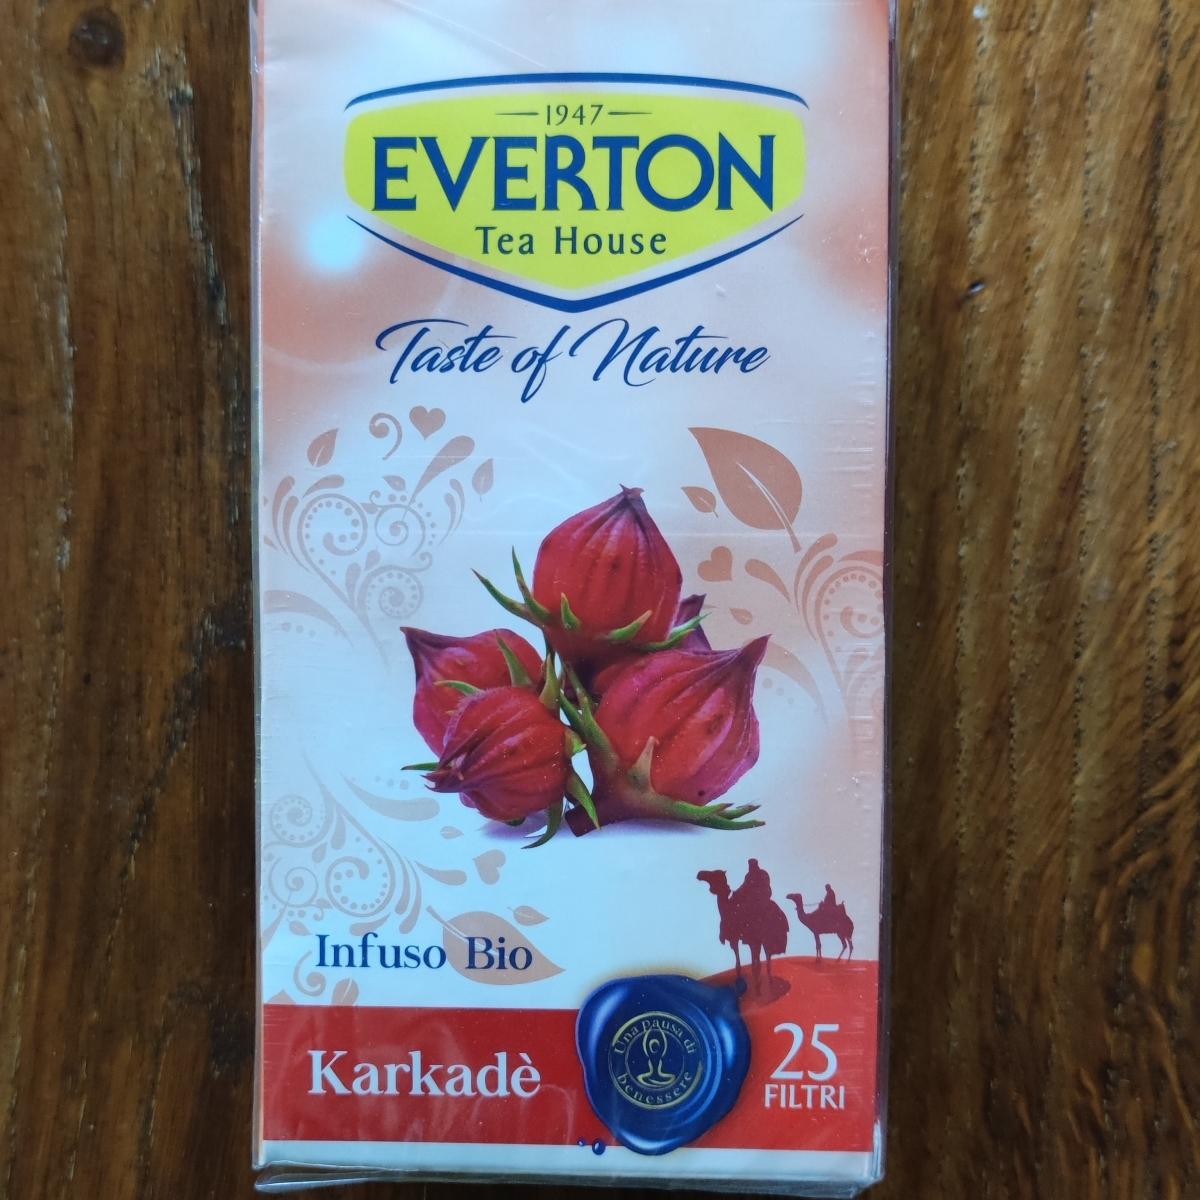 1947
EVERTON
Tea House
Taste of Nature
Infuso Bio
Karkadè
Una pausa di
benessere
25
FILTRI